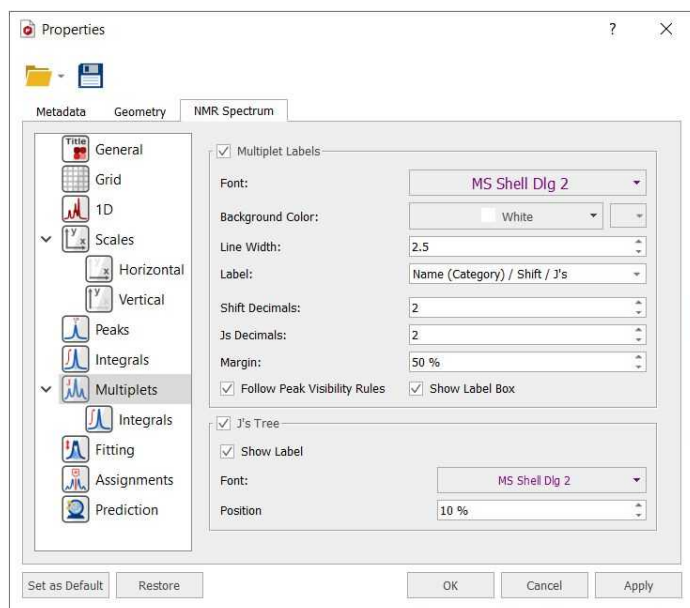 Properties
?
Metadata Geometry NMR Spectrum
Title
General
Grid
1D
y
x
Scales
x
Horizontal
y
Vertical
Peaks
Integrals
Multiplets
Integrals
Fitting
Assignments
Prediction
Multiplet Labels
Font: MS Shell Dlg 2
Background Color: White
Line Width: 2.5
Label: Name (Category) / Shift / J's
Shift Decimals: 2
Js Decimals: 2
Margin: 50 %
Follow Peak Visibility Rules Show Label Box
J's Tree
Show Label
Font: MS Shell Dlg 2
Position 10 %
Set as Default Restore OK Cancel Apply